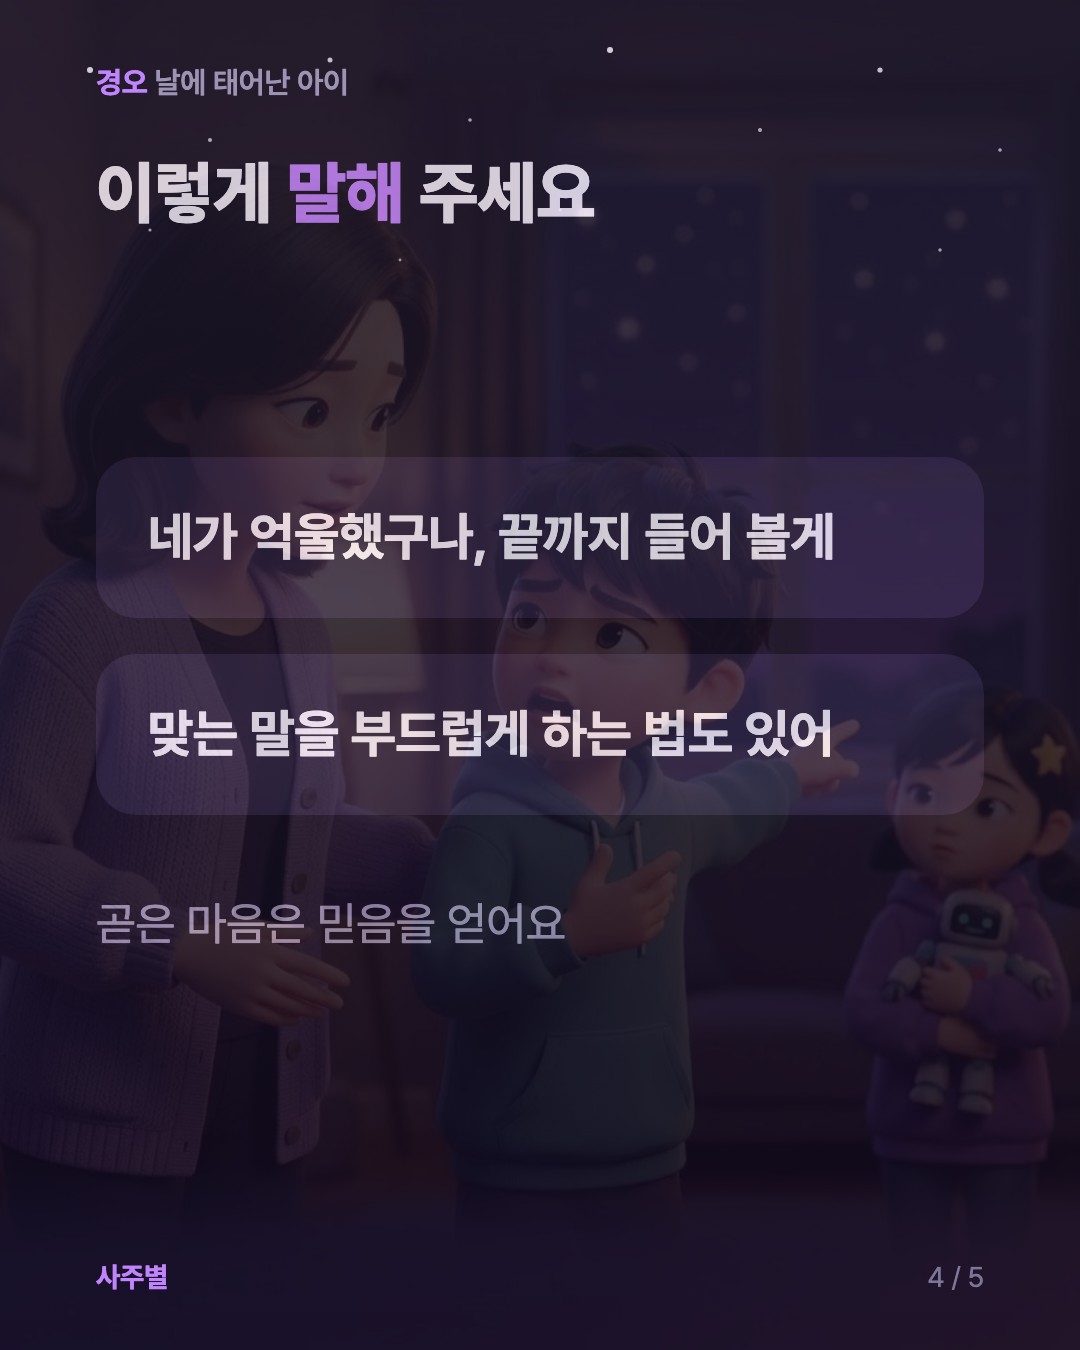 경오 날에 태어난 아이
이렇게 말해 주세요
네가 억울했구나, 끝까지 들어 볼게
맞는 말을 부드럽게 하는 법도 있어
곧은 마음은 믿음을 얻어요
사주별
4 / 5